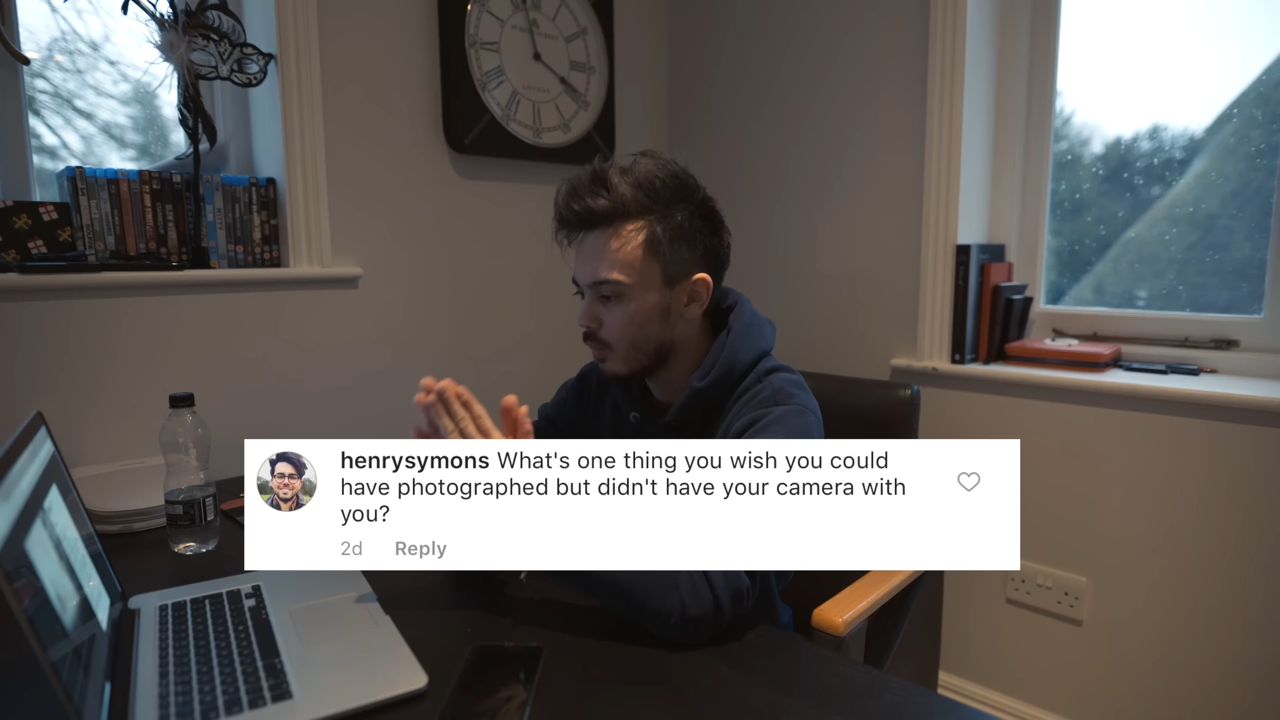 henrysymons What's one thing you wish you could
have photographed but didn't have your camera with
you?
2d Reply